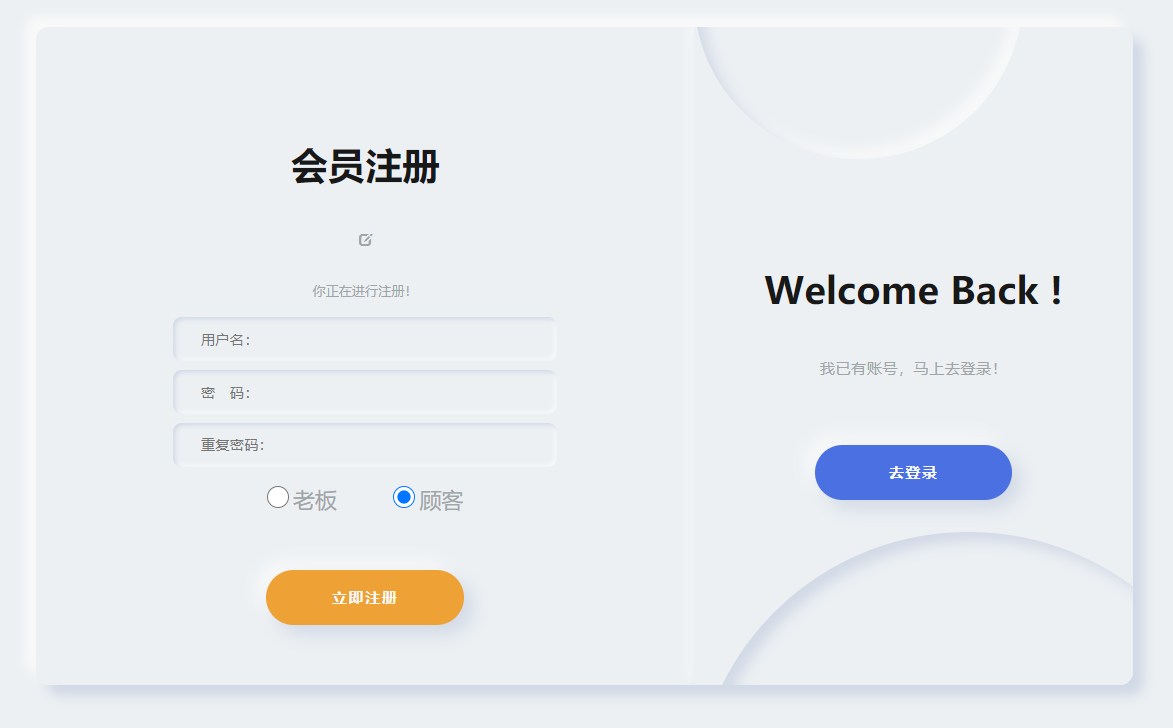 会员注册
你正在进行注册！
用户名：
密　码：
重复密码：
老板 顾客
立即注册
Welcome Back !
我已有账号，马上去登录！
去登录